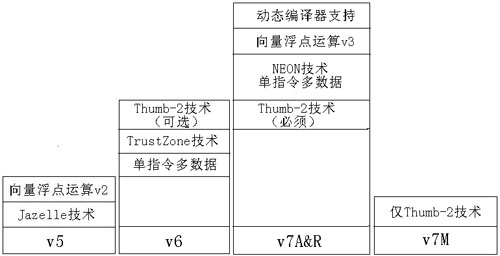 动态编译器支持
向量浮点运算v3
NEON技术
单指令多数据
Thumb-2技术
（可选）
Thumb-2技术
（必须）
TrustZone技术
单指令多数据
向量浮点运算v2
Jazelle技术
仅Thumb-2技术
v5
v6
v7A&R
v7M